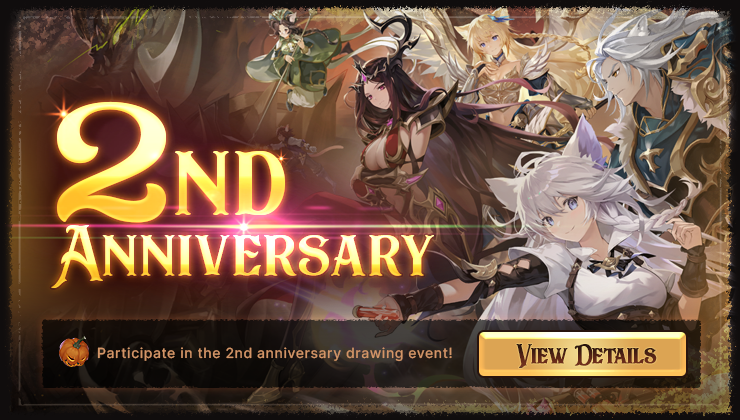 2ND
ANNIVERSARY
Participate in the 2nd anniversary drawing event!
VIEW DETAILS